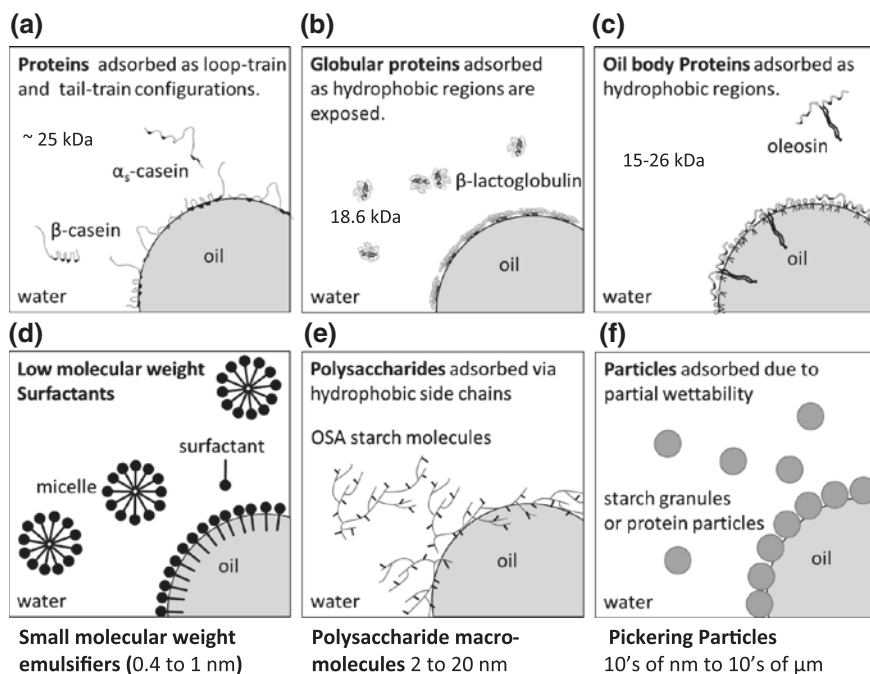 (a)
Proteins adsorbed as loop-train
and tail-train configurations.
~ 25 kDa
αs-casein
β-casein
oil
water
(b)
Globular proteins adsorbed
as hydrophobic regions are
exposed.
β-lactoglobulin
18.6 kDa
oil
water
(c)
Oil body Proteins adsorbed as
hydrophobic regions.
oleosin
15-26 kDa
oil
water
(d)
Low molecular weight
Surfactants
surfactant
micelle
oil
water
Small molecular weight
emulsifiers (0.4 to 1 nm)
(e)
Polysaccharides adsorbed via
hydrophobic side chains
OSA starch molecules
oil
water
Polysaccharide macro-
molecules 2 to 20 nm
(f)
Particles adsorbed due to
partial wettability
starch granules
or protein particles
oil
water
Pickering Particles
10's of nm to 10's of μm